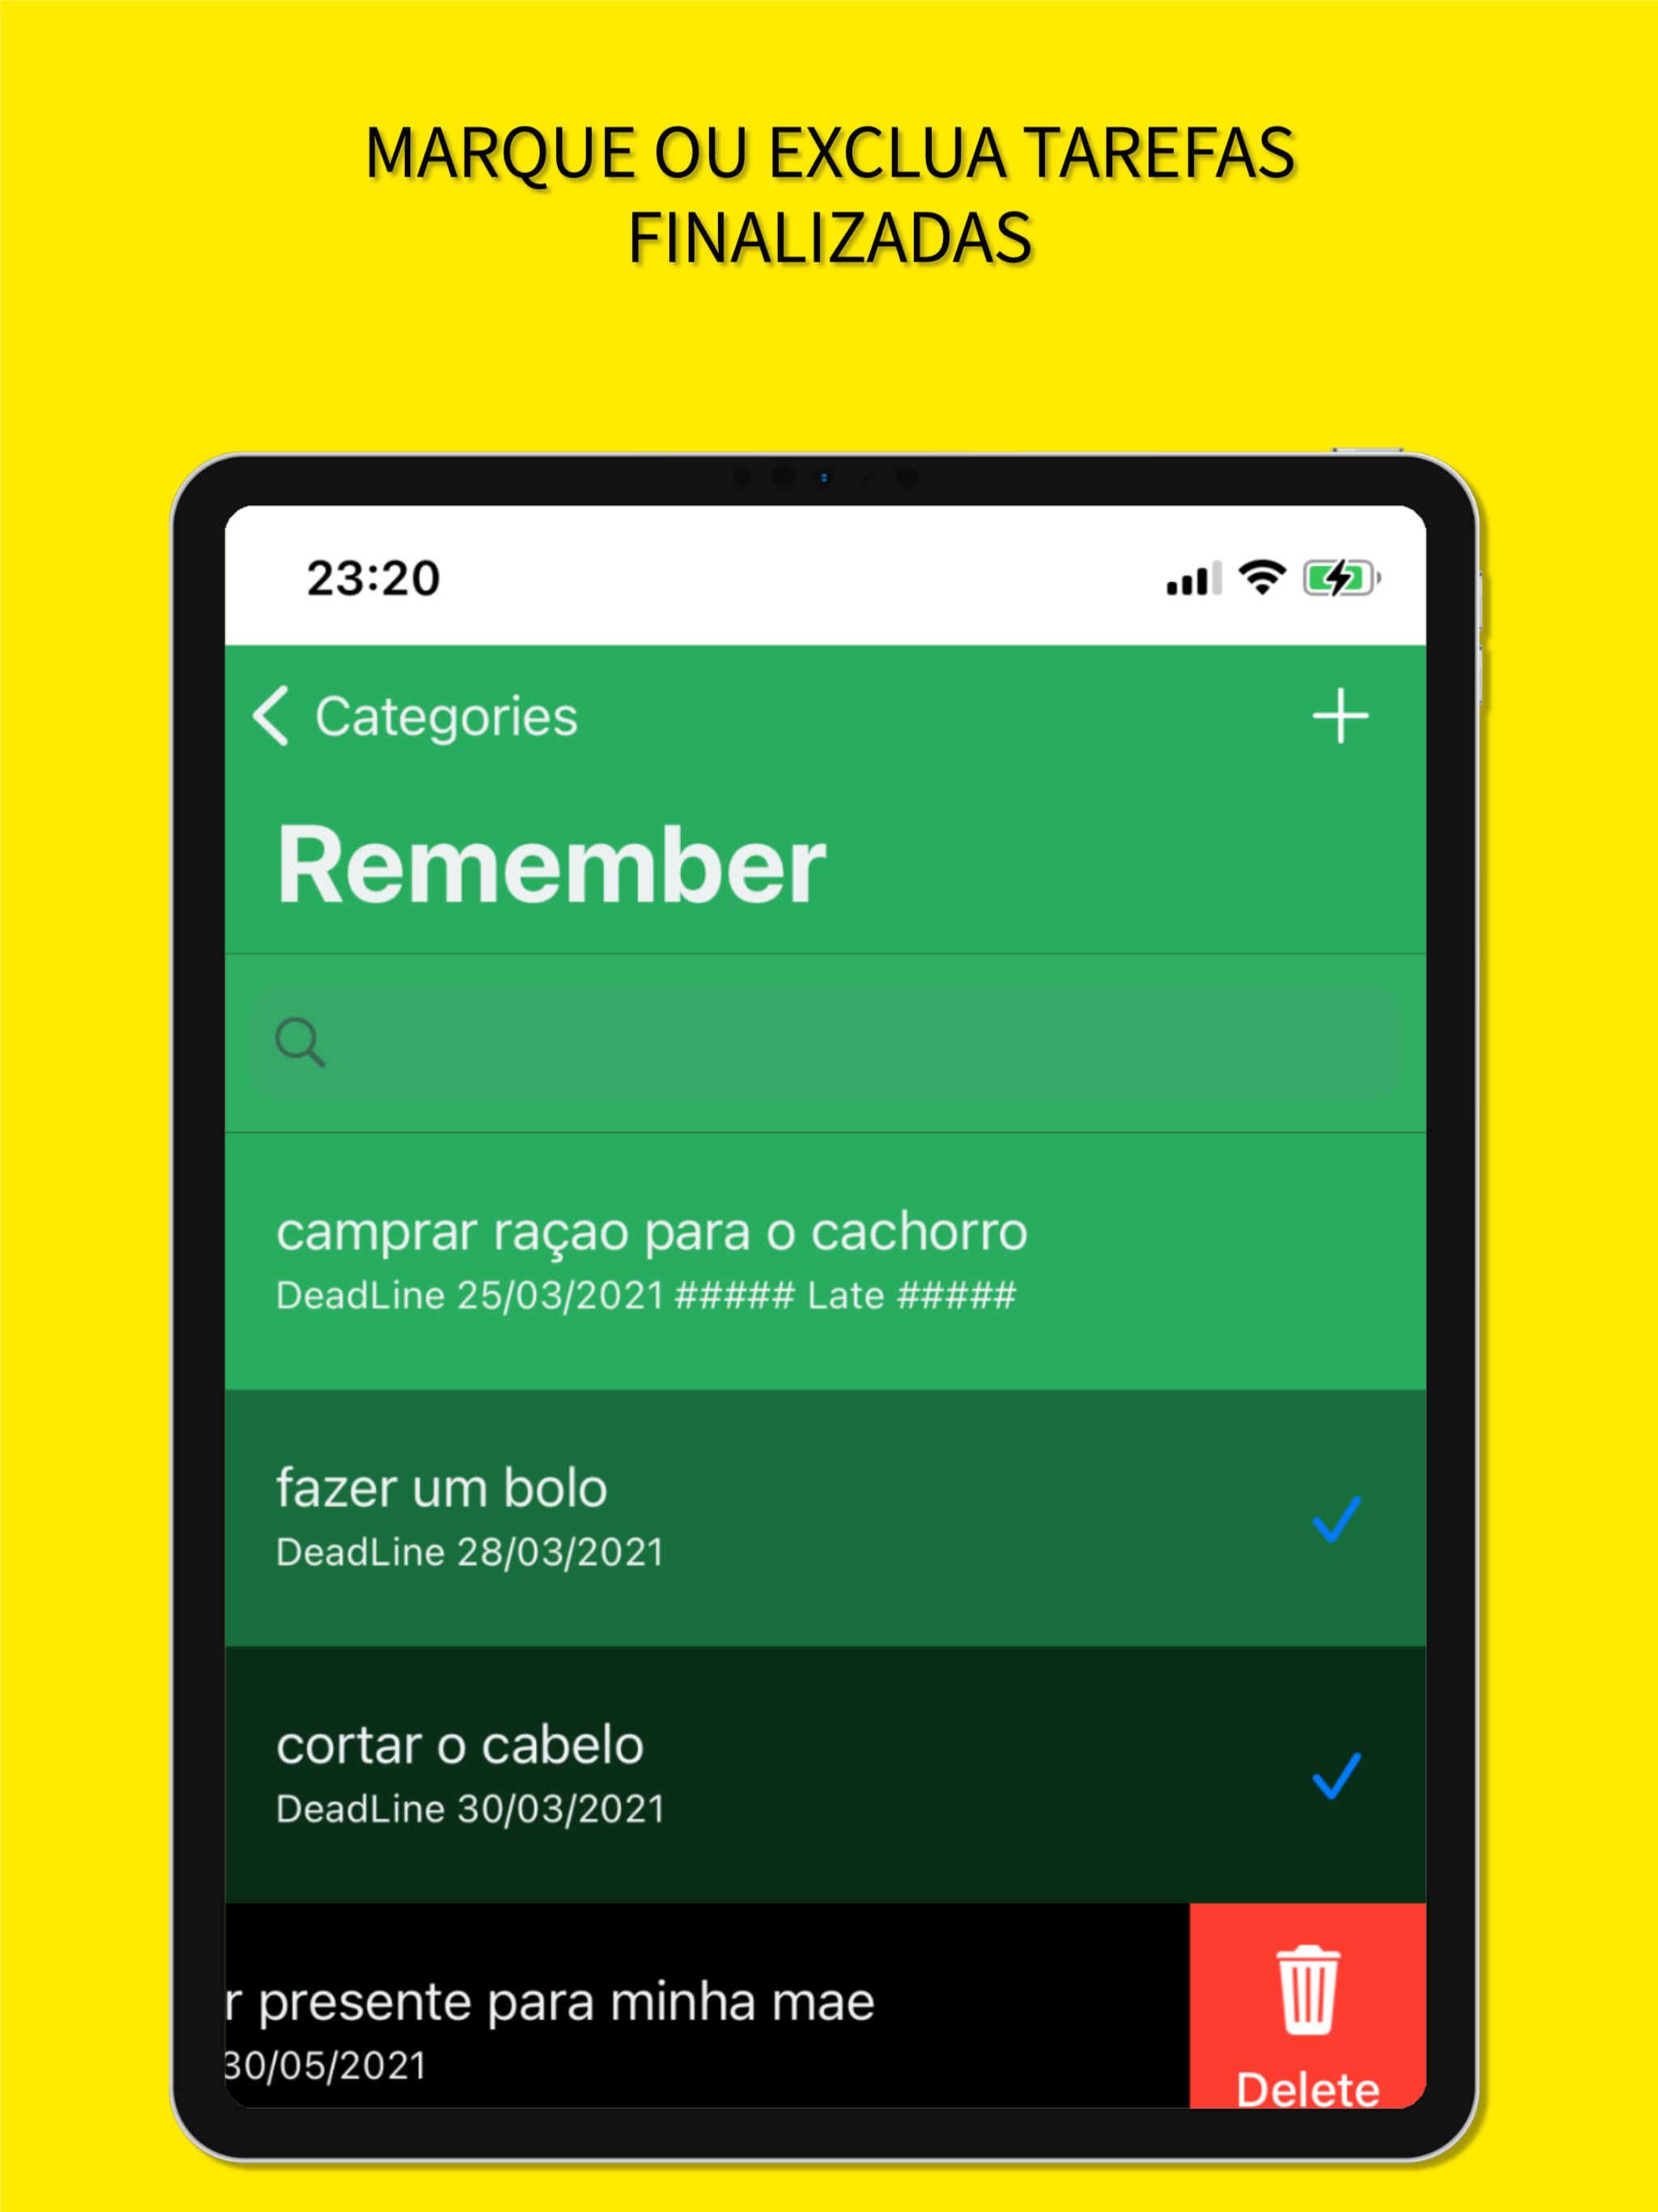 MARQUE OU EXCLUA TAREFAS
FINALIZADAS
23:20
Categories
Remember
camprar raçao para o cachorro
DeadLine 25/03/2021 ##### Late #####
fazer um bolo
DeadLine 28/03/2021
cortar o cabelo
DeadLine 30/03/2021
r presente para minha mae
30/05/2021
Delete